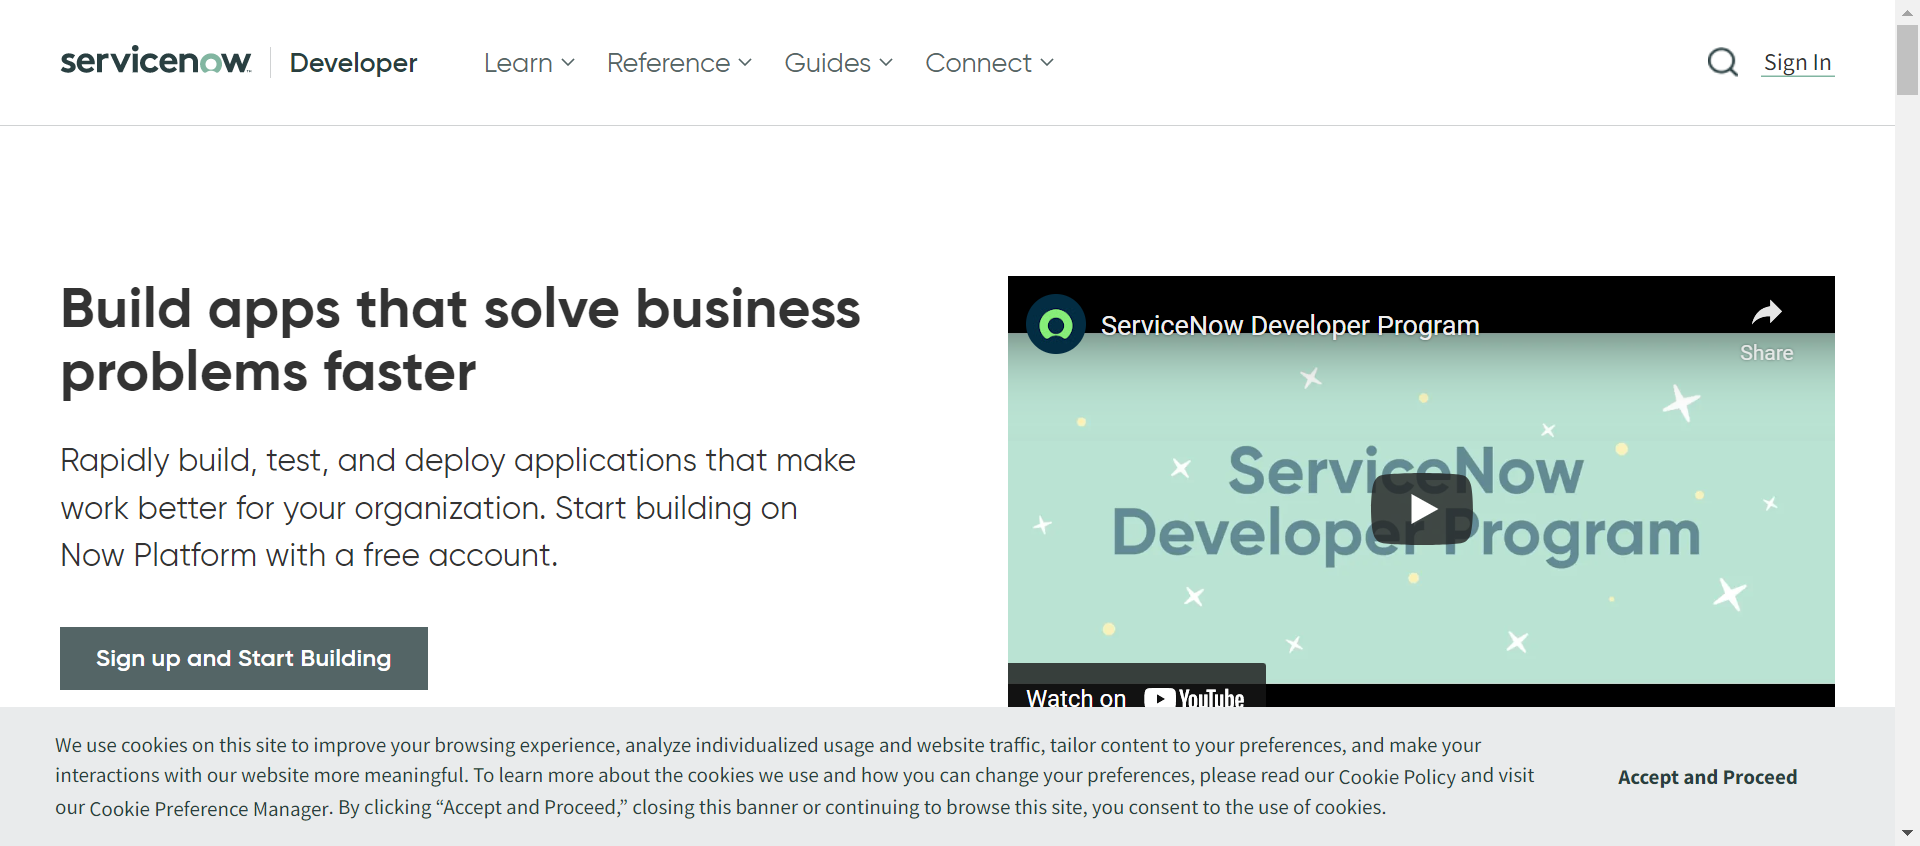 servicenow Developer Learn Reference Guides Connect Sign In
Build apps that solve business
problems faster
Rapidly build, test, and deploy applications that make
work better for your organization. Start building on
Now Platform with a free account.
Sign up and Start Building
ServiceNow Developer Program
Share
ServiceNow
Developer Program
Watch on YouTube
We use cookies on this site to improve your browsing experience, analyze individualized usage and website traffic, tailor content to your preferences, and make your
interactions with our website more meaningful. To learn more about the cookies we use and how you can change your preferences, please read our Cookie Policy and visit
our Cookie Preference Manager. By clicking “Accept and Proceed,” closing this banner or continuing to browse this site, you consent to the use of cookies.
Accept and Proceed